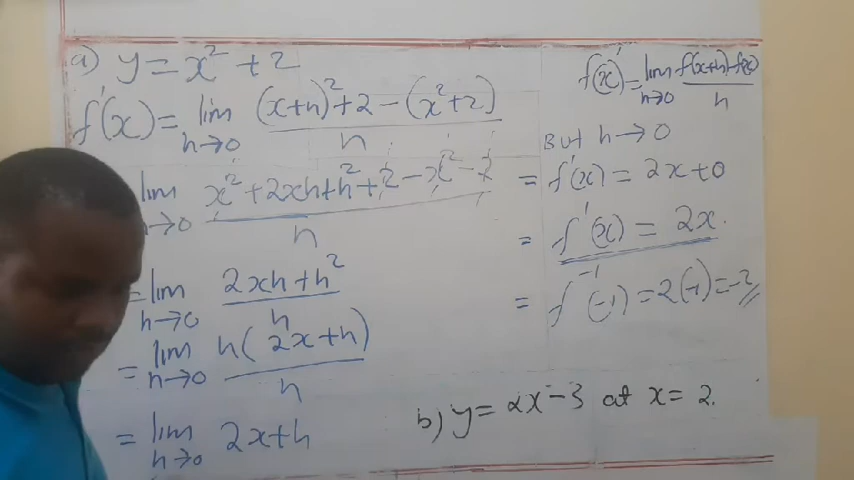 a) y = x² + 2
f'(x) = lim h→0 ((x+h)² + 2 - (x² + 2)) / h
lim h→0 (x² + 2xh + h² + 2 - x² - 2) / h
= lim h→0 (2xh + h²) / h
= lim h→0 h(2x + h) / h
= lim h→0 2x + h
f'(x) = lim h→0 (f(x+h) - f(x)) / h
But h→0
= f'(x) = 2x + 0
= f'(x) = 2x.
= f⁻¹(-1) = 2(-1) = -2//
b) y = 2x - 3 at x = 2.